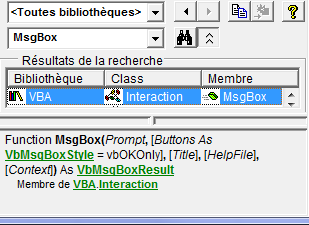 <Toutes bibliothèques>
MsgBox
Résultats de la recherche
Bibliothèque Class Membre
VBA Interaction MsgBox
Function MsgBox(Prompt, [Buttons As
VbMsgBoxStyle = vbOKOnly], [Title], [HelpFile],
[Context]) As VbMsgBoxResult
Membre de VBA.Interaction